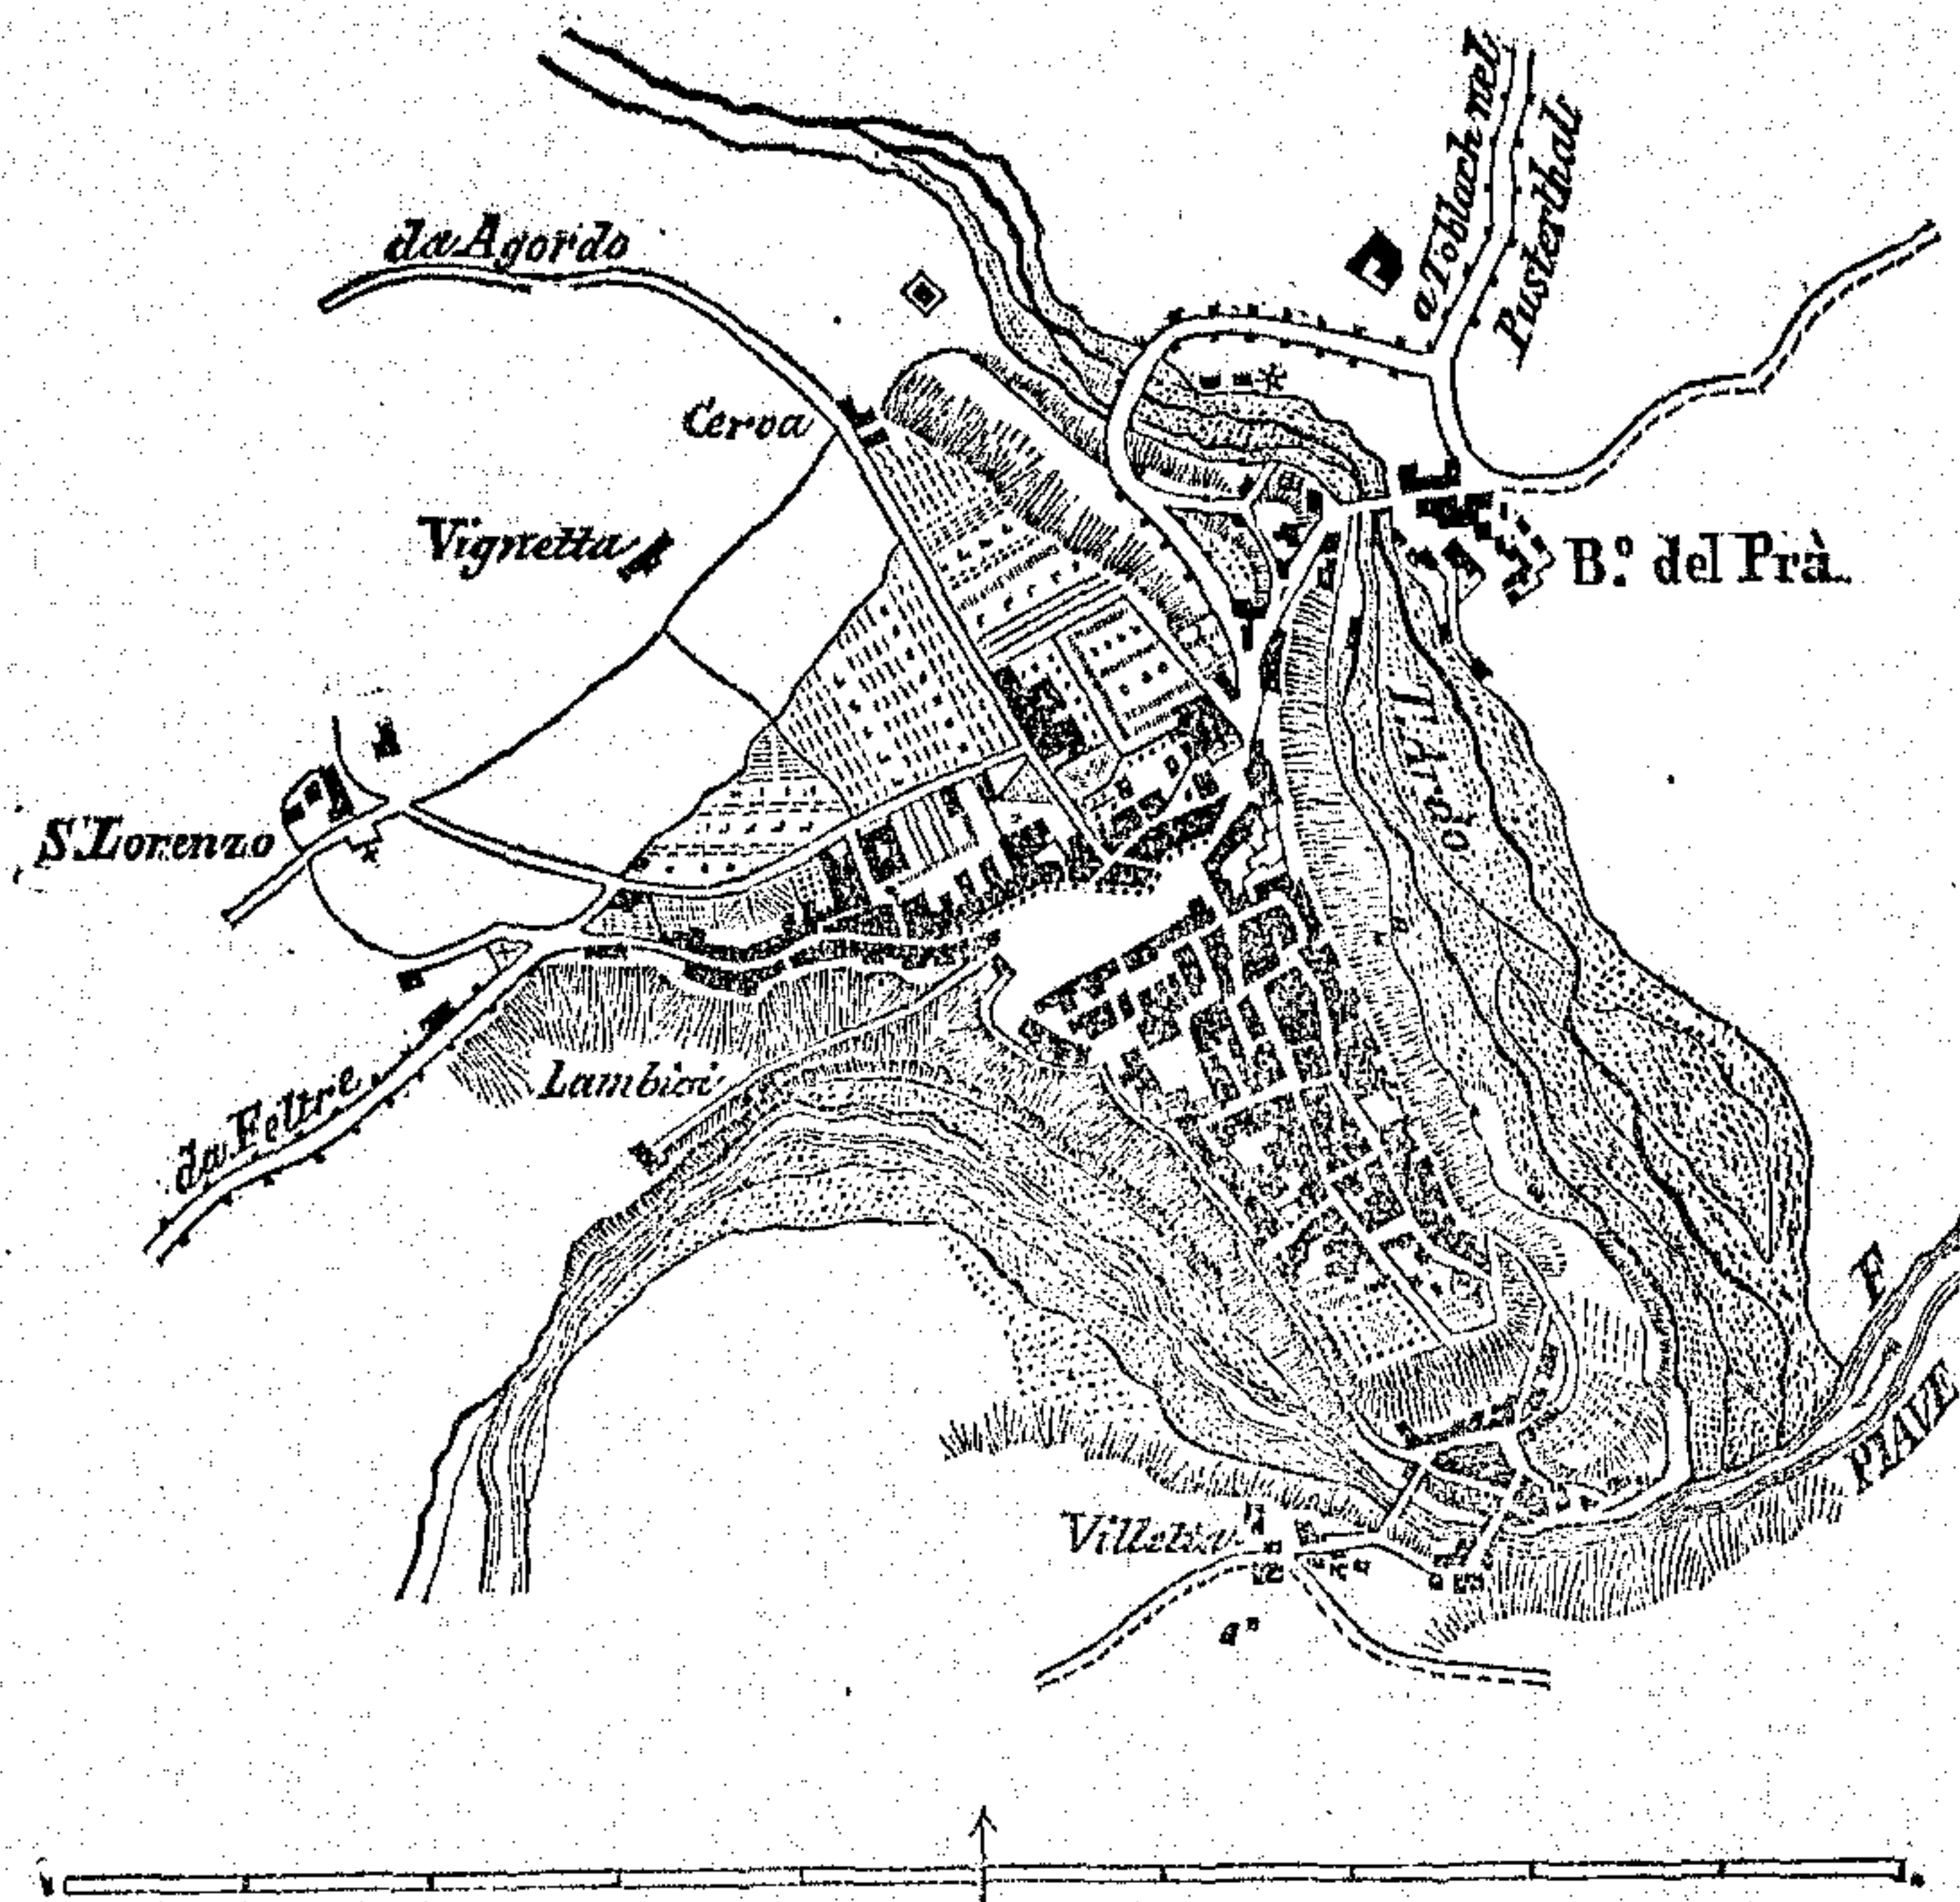 da Agordo
a Toblach nel
Pusterthal
Cerva
Vignetta
B.º del Prà
S. Lorenzo
T. Ardo
Lambioi
da Feltre
F.
PIAVE
Villetta